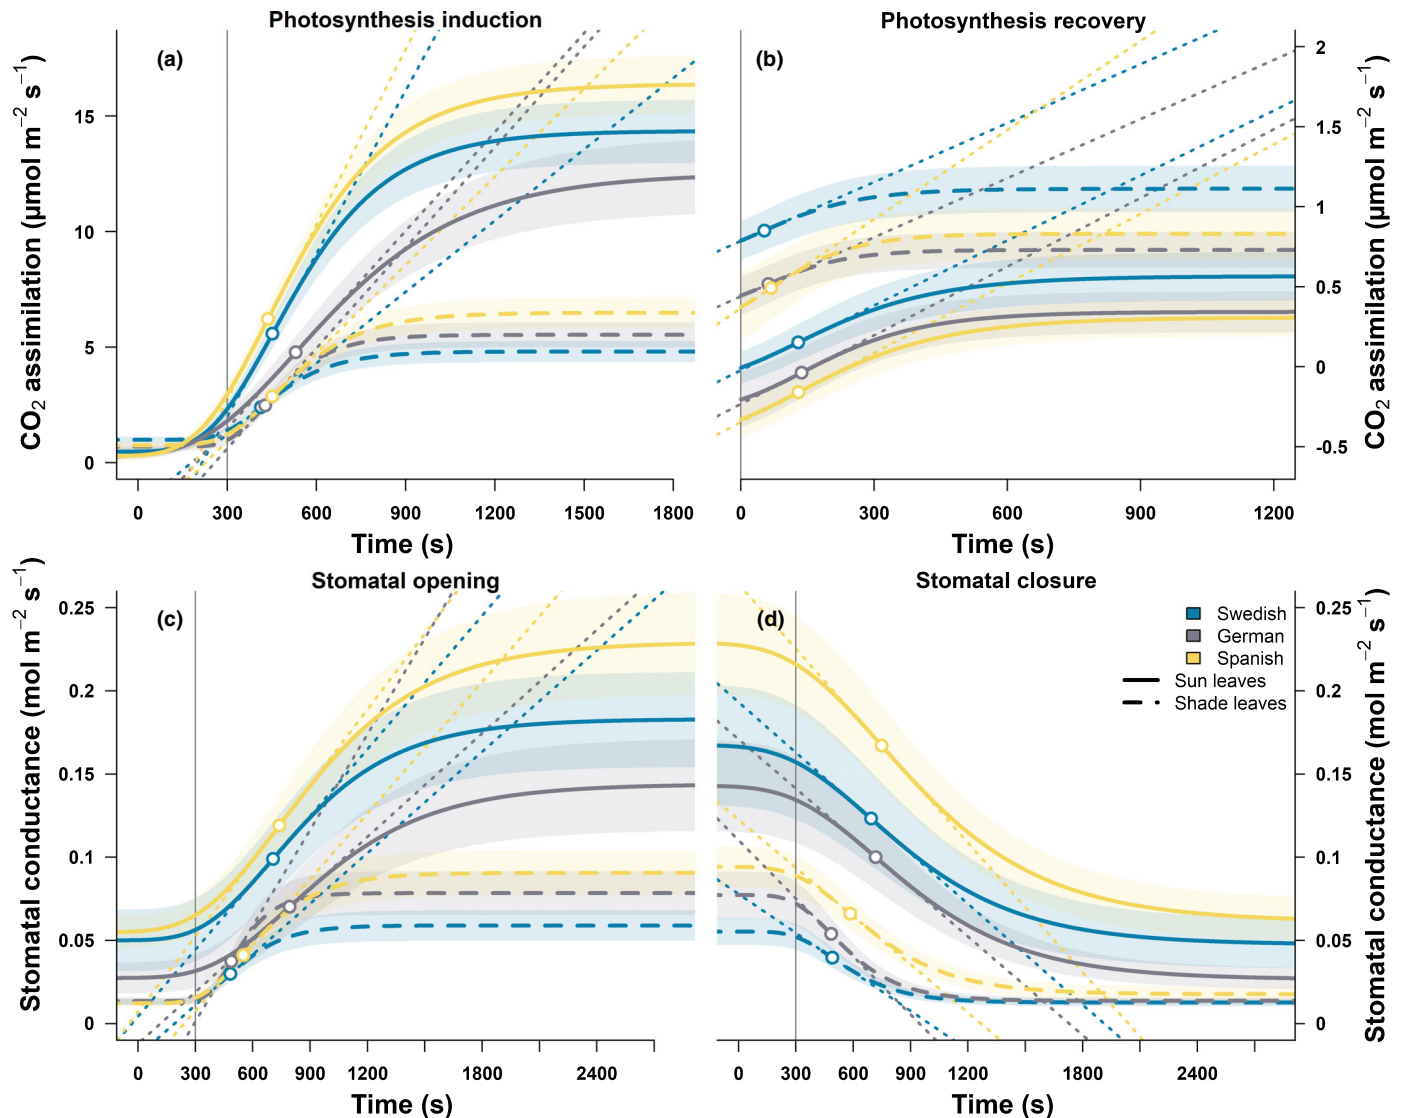 Photosynthesis induction
(a)
CO2 assimilation (µmol m−2 s−1)
15
10
5
0
0 300 600 900 1200 1500 1800
Time (s)
Photosynthesis recovery
(b)
2
1.5
1
0.5
0
-0.5
CO2 assimilation (µmol m−2 s−1)
0 300 600 900 1200
Time (s)
Stomatal opening
(c)
Stomatal conductance (mol m−2 s−1)
0.25
0.2
0.15
0.1
0.05
0
0 300 600 900 1200 1800 2400
Time (s)
Stomatal closure
(d)
Swedish
German
Spanish
Sun leaves
Shade leaves
0.25
0.2
0.15
0.1
0.05
0
Stomatal conductance (mol m−2 s−1)
0 300 600 900 1200 1800 2400
Time (s)